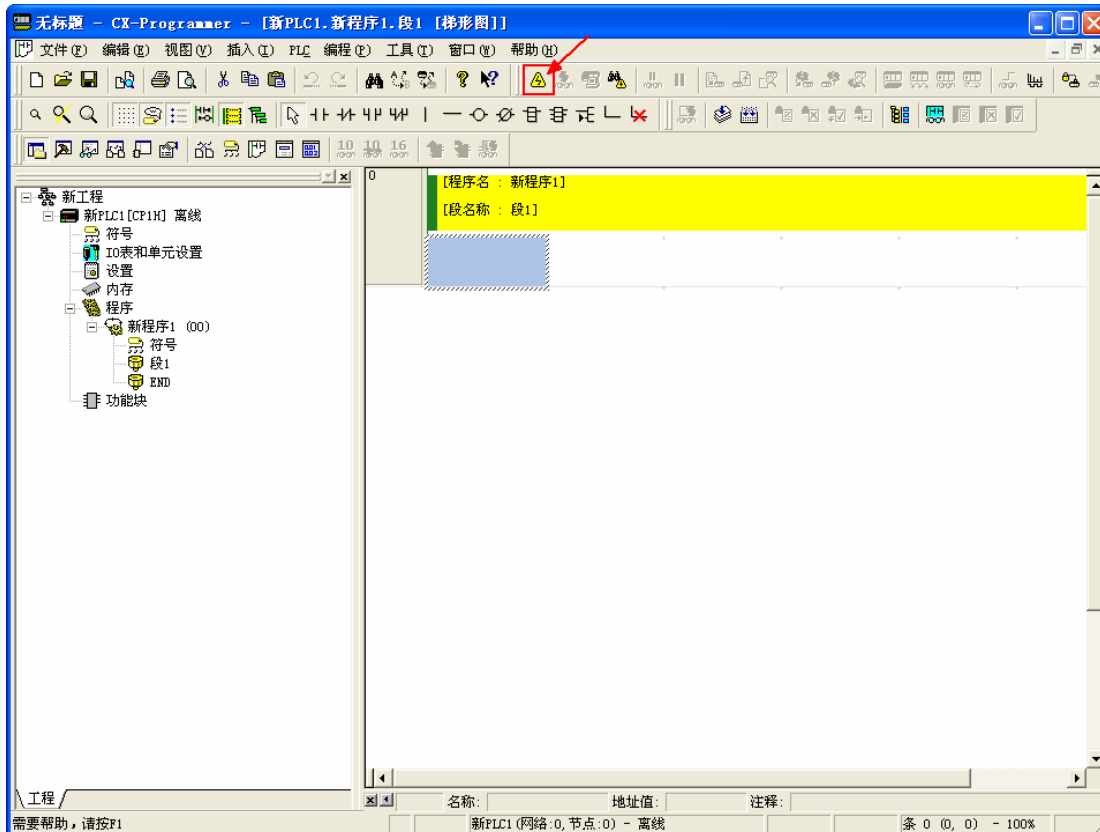 无标题 - CX-Programmer - [新PLC1.新程序1.段1 [梯形图]]
文件(F) 编辑(E) 视图(V) 插入(I) PLC 编程(P) 工具(T) 窗口(W) 帮助(H)
10 10 16
新工程
新PLC1[CP1H] 离线
符号
IO表和单元设置
设置
内存
程序
新程序1 (00)
符号
段1
END
功能块
0
[程序名 : 新程序1]
[段名称 : 段1]
工程
名称: 地址值: 注释:
需要帮助，请按F1
新PLC1(网络:0,节点:0) - 离线
条 0 (0, 0) - 100%